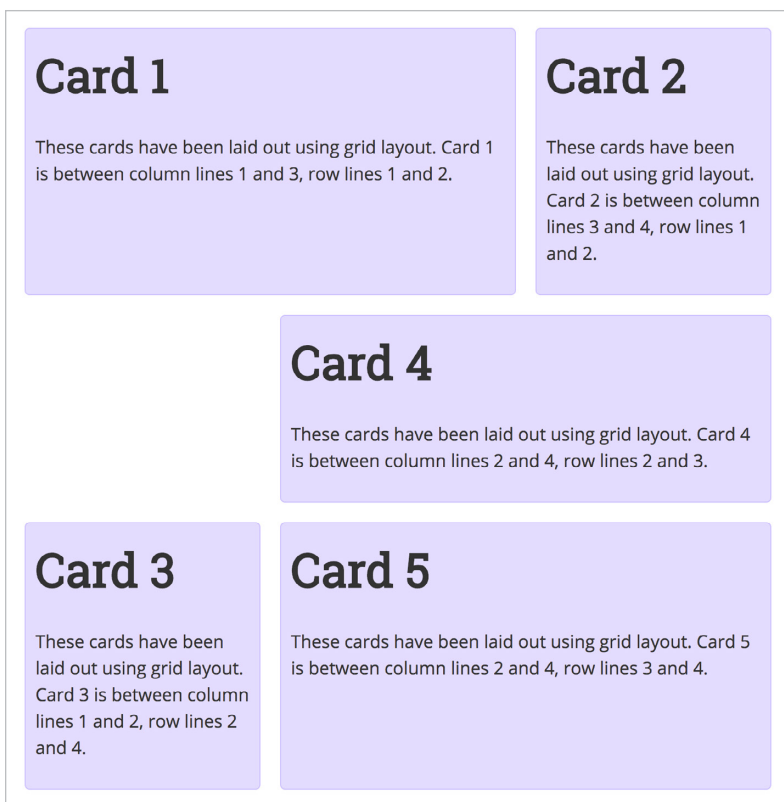 Card 1
These cards have been laid out using grid layout. Card 1
is between column lines 1 and 3, row lines 1 and 2.
Card 2
These cards have been
laid out using grid layout.
Card 2 is between column
lines 3 and 4, row lines 1
and 2.
Card 4
These cards have been laid out using grid layout. Card 4
is between column lines 2 and 4, row lines 2 and 3.
Card 3
These cards have been
laid out using grid layout.
Card 3 is between column
lines 1 and 2, row lines 2
and 4.
Card 5
These cards have been laid out using grid layout. Card 5
is between column lines 2 and 4, row lines 3 and 4.